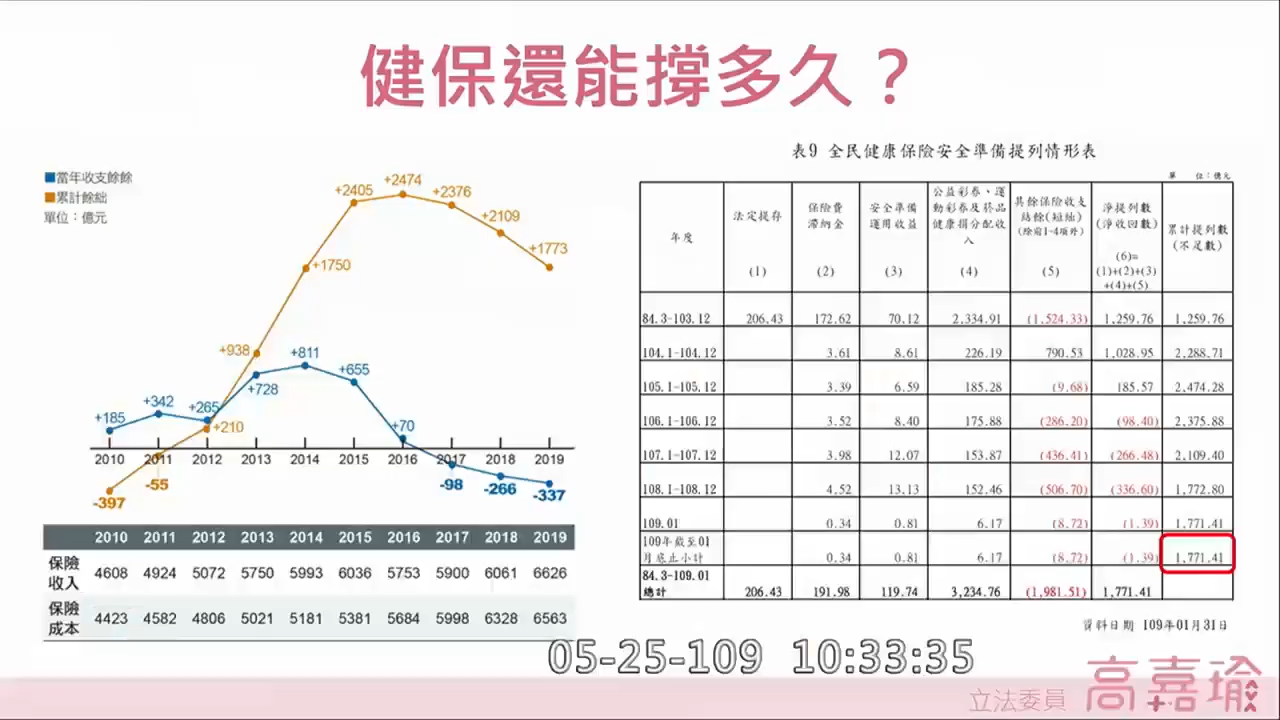 健保還能撐多久？
當年收支餘餘
累計餘絀
單位：億元
+185
+342
+265
+728
+811
+655
+70
-98
-266
-337
-397
-55
+210
+938
+1750
+2405
+2474
+2376
+2109
+1773
2010 2011 2012 2013 2014 2015 2016 2017 2018 2019
2010 2011 2012 2013 2014 2015 2016 2017 2018 2019
保險收入 4608 4924 5072 5750 5993 6036 5753 5900 6061 6626
保險成本 4423 4582 4806 5021 5181 5381 5684 5998 6328 6563
表9 全民健康保險安全準備提列情形表
單 位：億元
年度
法定提存
(1)
保險費
滯納金
(2)
安全準備
運用收益
(3)
公益彩券、運
動彩券及菸品
健康捐分配收
入
(4)
其餘保險收支
結餘(短絀)
(除前1-4項外)
(5)
淨提列數
(淨收回數)
(6)=
(1)+(2)+(3)
+(4)+(5)
累計提列數
(不足數)
84.3-103.12 206.43 172.62 70.12 2,334.91 (1,524.33) 1,259.76 1,259.76
104.1-104.12 3.61 8.61 226.19 790.53 1,028.95 2,288.71
105.1-105.12 3.39 6.59 185.28 (9.68) 185.57 2,474.28
106.1-106.12 3.52 8.40 175.88 (286.20) (98.40) 2,375.88
107.1-107.12 3.98 12.07 153.87 (436.41) (266.48) 2,109.40
108.1-108.12 4.52 13.13 152.46 (506.70) (336.60) 1,772.80
109.01 0.34 0.81 6.17 (8.72) (1.39) 1,771.41
109年截至01
月底止小計 0.34 0.81 6.17 (8.72) (1.39) 1,771.41
84.3-109.01
總計 206.43 191.98 119.74 3,234.76 (1,981.51) 1,771.41
資料日期 109年01月31日
05-25-109 10:33:35
立法委員 高嘉瑜